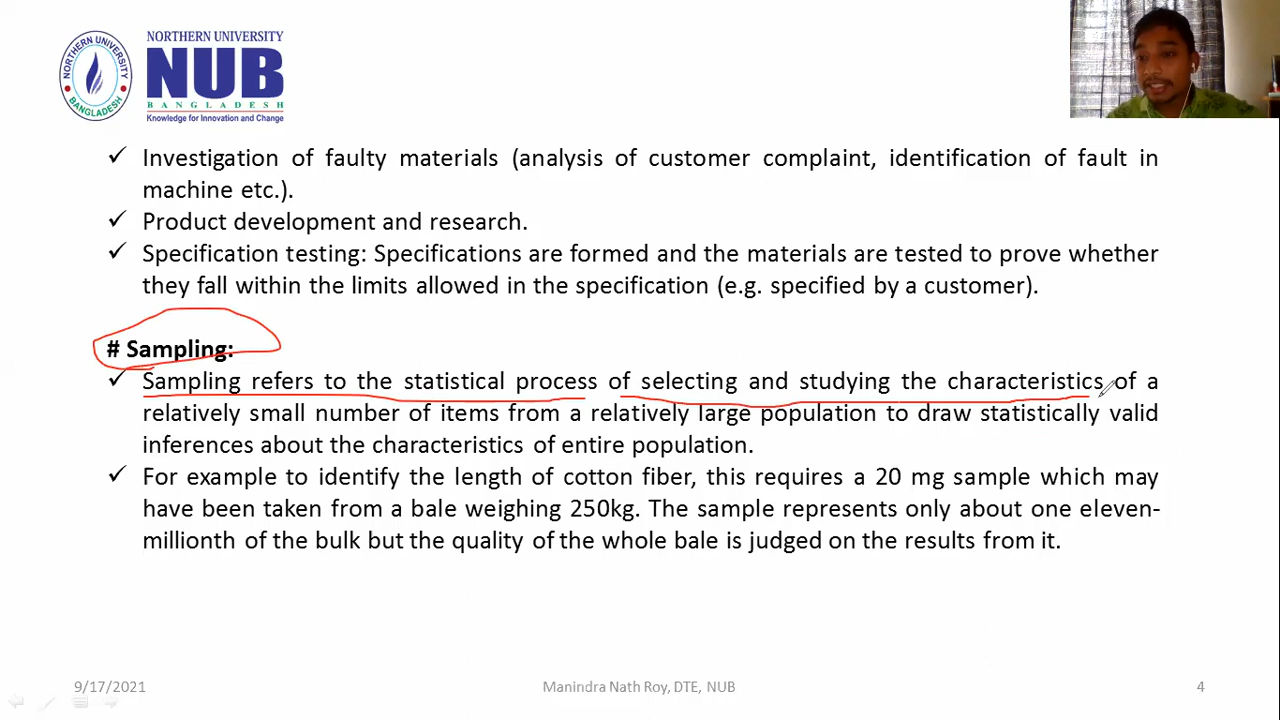 NORTHERN UNIVERSITY
BANGLADESH
NORTHERN UNIVERSITY
NUB
BANGLADESH
Knowledge for Innovation and Change
✓ Investigation of faulty materials (analysis of customer complaint, identification of fault in
machine etc.).
✓ Product development and research.
✓ Specification testing: Specifications are formed and the materials are tested to prove whether
they fall within the limits allowed in the specification (e.g. specified by a customer).
# Sampling:
✓ Sampling refers to the statistical process of selecting and studying the characteristics of a
relatively small number of items from a relatively large population to draw statistically valid
inferences about the characteristics of entire population.
✓ For example to identify the length of cotton fiber, this requires a 20 mg sample which may
have been taken from a bale weighing 250kg. The sample represents only about one eleven-
millionth of the bulk but the quality of the whole bale is judged on the results from it.
9/17/2021
Manindra Nath Roy, DTE, NUB
4